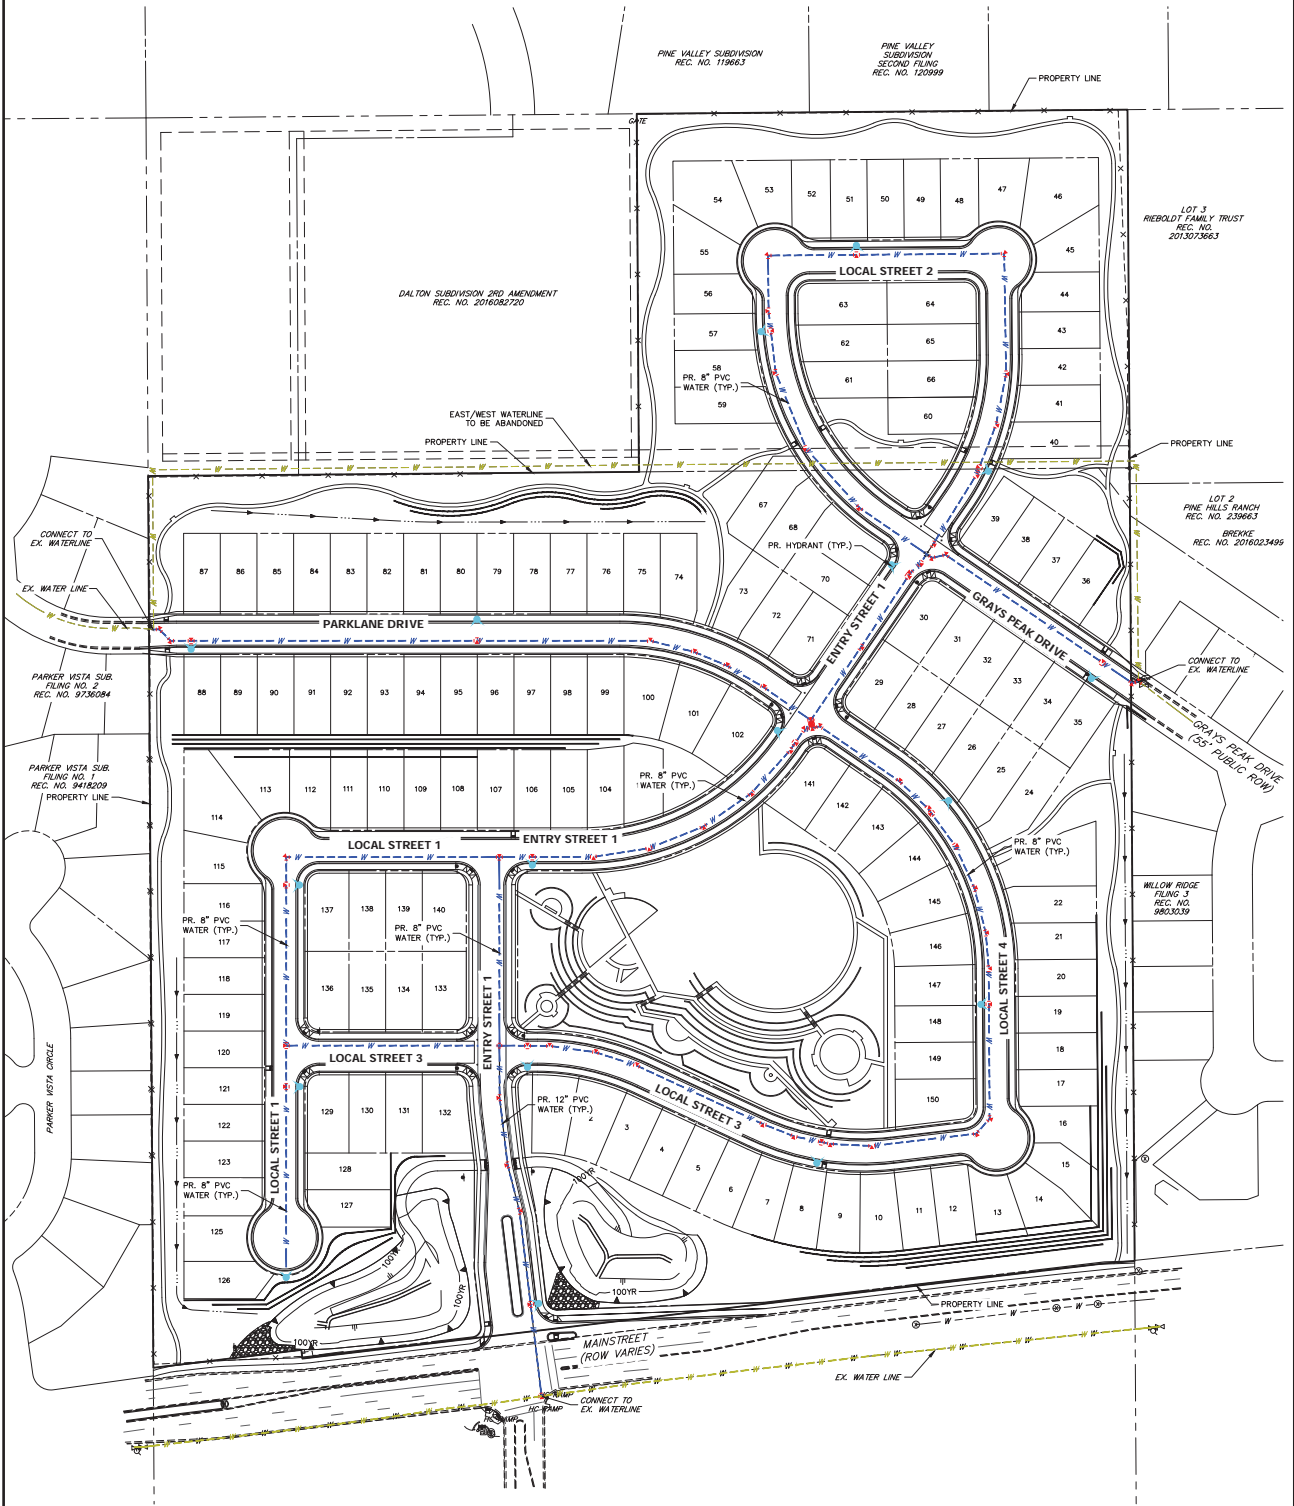 PINE VALLEY SUBDIVISION
REC. NO. 119663
PINE VALLEY
SUBDIVISION
SECOND FILING
REC. NO. 120999
PROPERTY LINE
GATE
54
53
52
51
50
49
48
47
46
LOT 3
RIEBOLDT FAMILY TRUST
REC. NO.
2013073663
55
45
LOCAL STREET 2
DALTON SUBDIVISION 2RD AMENDMENT
REC. NO. 2016082720
56
63
64
44
57
62
65
43
58
61
66
42
PR. 8" PVC
WATER (TYP.)
59
60
41
EAST/WEST WATERLINE
TO BE ABANDONED
PROPERTY LINE
40
PROPERTY LINE
LOT 2
PINE HILLS RANCH
REC. NO. 239663
BREKKE
REC. NO. 2016023499
CONNECT TO
EX. WATERLINE
67
68
39
38
37
36
PR. HYDRANT (TYP.)
87
86
85
84
83
82
81
80
79
78
77
76
75
74
73
72
71
70
EX. WATER LINE
PARKLANE DRIVE
ENTRY STREET 1
GRAYS PEAK DRIVE
30
31
32
33
34
35
29
28
27
26
25
24
CONNECT TO
EX. WATERLINE
GRAYS PEAK DRIVE
(55' PUBLIC ROW)
PARKER VISTA SUB.
FILING NO. 2
REC. NO. 9736084
88
89
90
91
92
93
94
95
96
97
98
99
100
101
102
PARKER VISTA SUB.
FILING NO. 1
REC. NO. 9418209
PROPERTY LINE
PR. 8" PVC
WATER (TYP.)
113
112
111
110
109
108
107
106
105
104
114
141
142
143
144
145
146
147
148
149
150
LOCAL STREET 1
ENTRY STREET 1
PR. 8" PVC
WATER (TYP.)
115
116
117
118
119
120
121
122
123
125
126
PR. 8" PVC
WATER (TYP.)
137
138
139
140
PR. 8" PVC
WATER (TYP.)
136
135
134
133
WILLOW RIDGE
FILING 3
REC. NO.
9803039
22
21
20
19
18
17
16
15
14
LOCAL STREET 4
ENTRY STREET 1
LOCAL STREET 3
PARKER VISTA CIRCLE
LOCAL STREET 1
129
130
131
132
128
127
PR. 12" PVC
WATER (TYP.)
LOCAL STREET 3
2
3
4
5
6
7
8
9
10
11
12
13
PR. 8" PVC
WATER (TYP.)
100YR
100YR
100YR
100YR
100YR
PROPERTY LINE
MAINSTREET
(ROW VARIES)
EX. WATER LINE
CONNECT TO
EX. WATERLINE